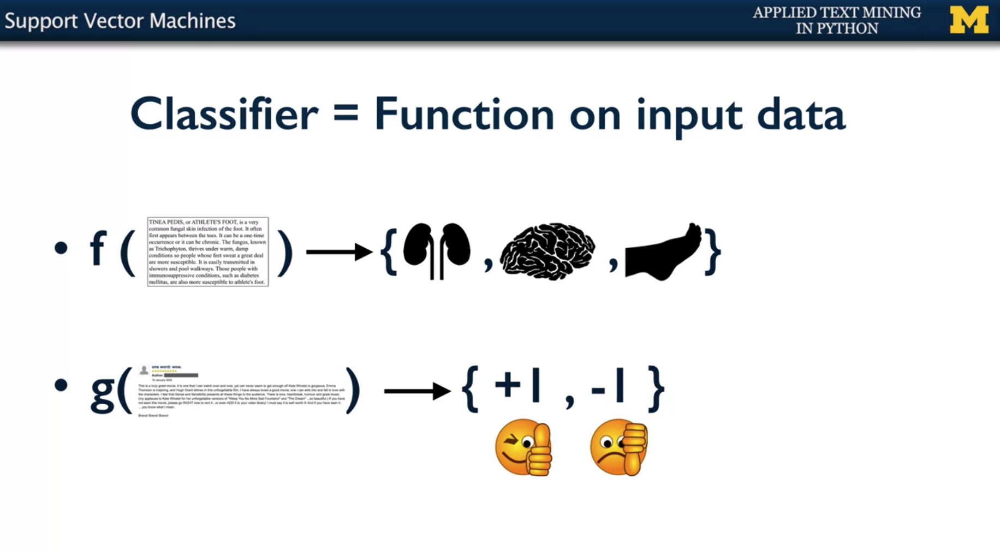 Support Vector Machines
APPLIED TEXT MINING
IN PYTHON
M
Classifier = Function on input data
• f (
TINEA PEDIS, or ATHLETE'S FOOT, is a very
common fungal skin infection of the foot. It often
first appears between the toes. It can be a one-time
occurrence or it can be chronic. The fungus, known
as Trichophyton, thrives under warm, damp
conditions so people whose feet sweat a great deal
are more susceptible. It is easily transmitted in
showers and pool walkways. Those people with
immunosuppressive conditions, such as diabetes
mellitus, are also more susceptible to athlete's foot.
) { , , }
• g(
one word: wow.
Author:
January 2005
This is a truly great movie. It is one that I can watch over and over, yet can never seem to get enough of! Kate Winslet is gorgeous, Emma
Thomson is inspiring, and Hugh Grant shines in this unforgettable film. I have always loved a good movie; one i can sink into and fall in love with
the characters. I feel that Sense and Sensibility presents all these things to the audience. There is love, heartbreak, humour and great music.
(my applause to Kate Winslet for her unforgettable versions of "Weep You No More Sad Fountains" and "The Dream" ...so beautiful.) If you have
not seen this movie, please go RIGHT now to rent it...or even ADD it to your video library! I must say it is well worth it! And if you have seen it.
....you know what I mean.
Brava! Brava! Bravo!
) { +1 , -1 }